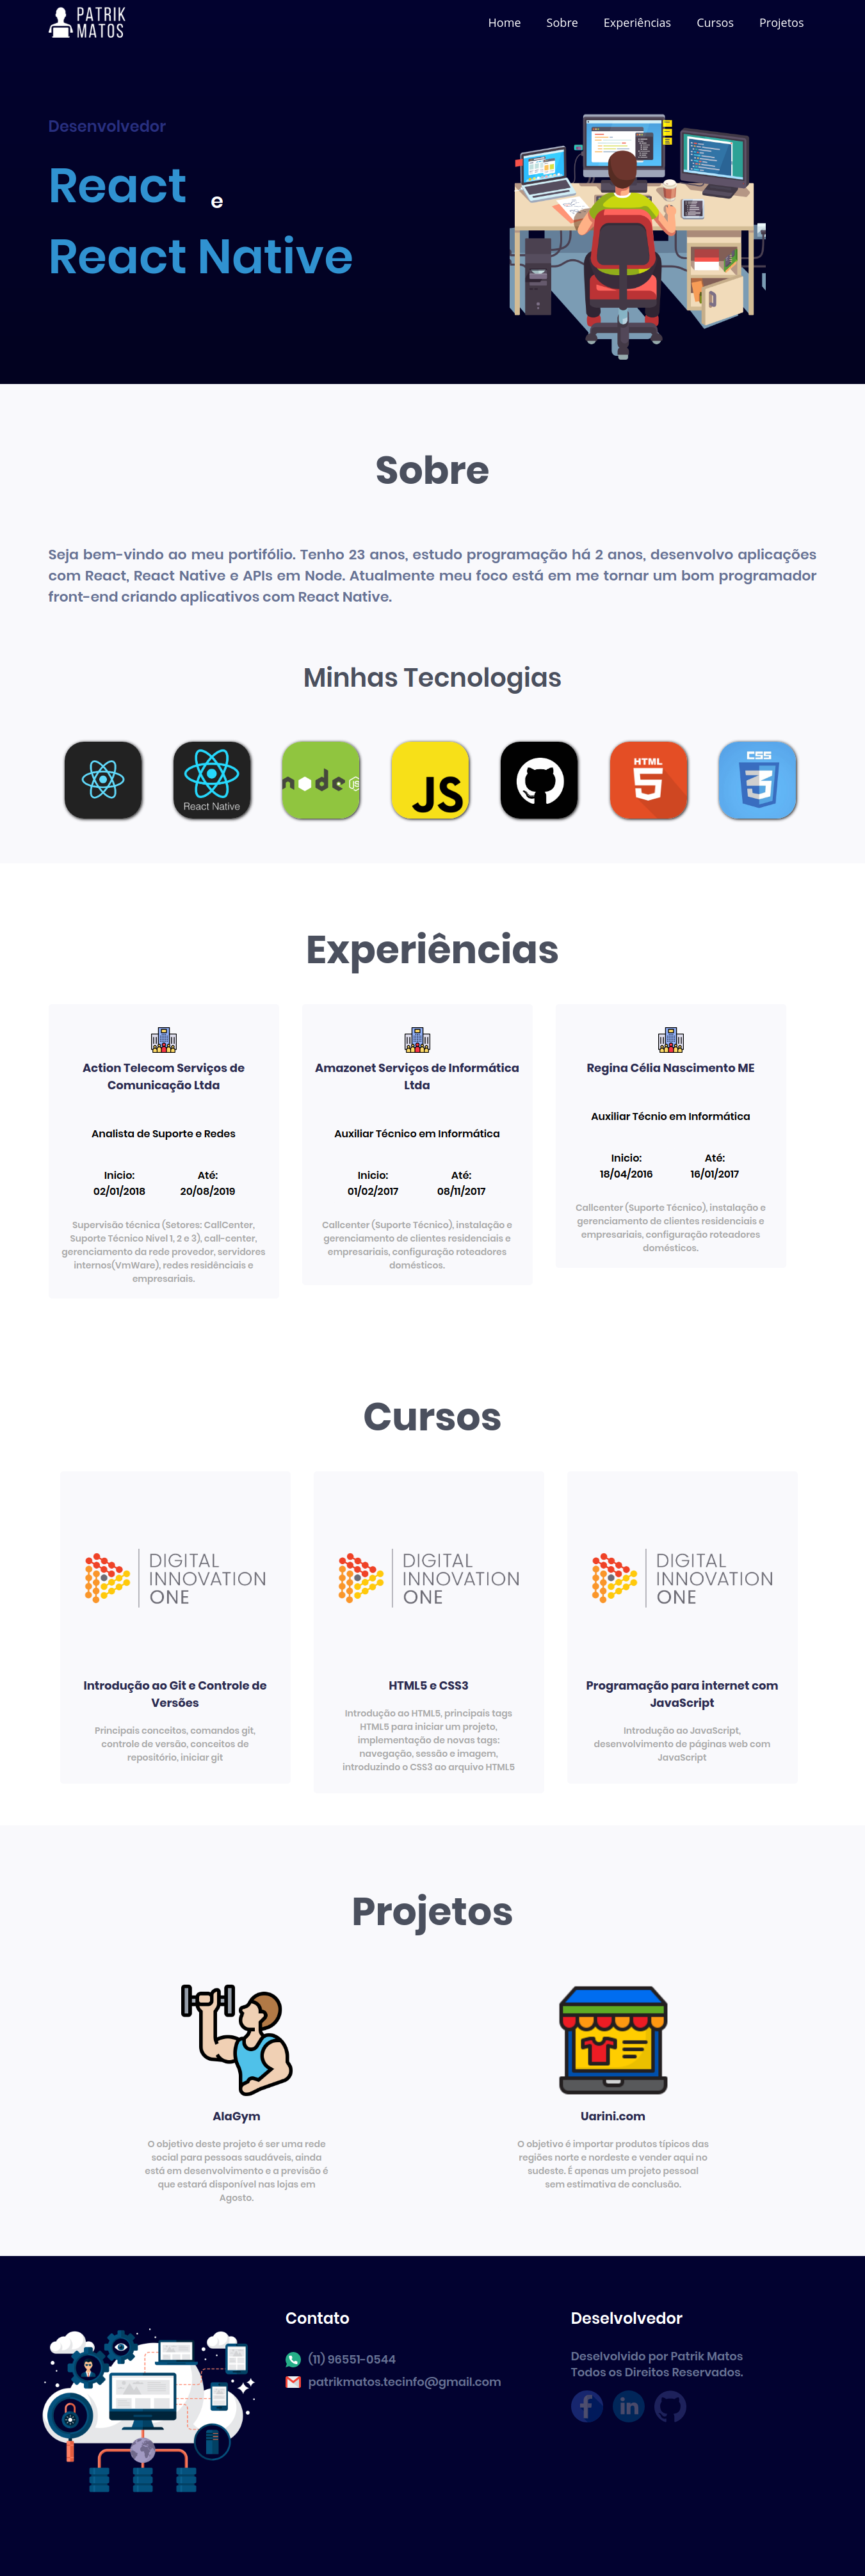 PATRIK
MATOS
Home
Sobre
Experiências
Cursos
Projetos
Desenvolvedor
React
e
React Native
Sobre
Seja bem-vindo ao meu portifólio. Tenho 23 anos, estudo programação há 2 anos, desenvolvo aplicações
com React, React Native e APIs em Node. Atualmente meu foco está em me tornar um bom programador
front-end criando aplicativos com React Native.
Minhas Tecnologias
React Native
node
JS
JS
HTML
5
CSS
3
Experiências
Action Telecom Serviços de
Comunicação Ltda
Analista de Suporte e Redes
Inicio:
02/01/2018
Até:
20/08/2019
Supervisão técnica (Setores: CallCenter,
Suporte Técnico Nivel 1, 2 e 3), call-center,
gerenciamento da rede provedor, servidores
internos(VmWare), redes residênciais e
empresariais.
Amazonet Serviços de Informática
Ltda
Auxiliar Técnico em Informática
Inicio:
01/02/2017
Até:
08/11/2017
Callcenter (Suporte Técnico), instalação e
gerenciamento de clientes residenciais e
empresariais, configuração roteadores
domésticos.
Regina Célia Nascimento ME
Auxiliar Técnio em Informática
Inicio:
18/04/2016
Até:
16/01/2017
Callcenter (Suporte Técnico), instalação e
gerenciamento de clientes residenciais e
empresariais, configuração roteadores
domésticos.
Cursos
DIGITAL
INNOVATION
ONE
Introdução ao Git e Controle de
Versões
Principais conceitos, comandos git,
controle de versão, conceitos de
repositório, iniciar git
DIGITAL
INNOVATION
ONE
HTML5 e CSS3
Introdução ao HTML5, principais tags
HTML5 para iniciar um projeto,
implementação de novas tags:
navegação, sessão e imagem,
introduzindo o CSS3 ao arquivo HTML5
DIGITAL
INNOVATION
ONE
Programação para internet com
JavaScript
Introdução ao JavaScript,
desenvolvimento de páginas web com
JavaScript
Projetos
AlaGym
O objetivo deste projeto é ser uma rede
social para pessoas saudáveis, ainda
está em desenvolvimento e a previsão é
que estará disponível nas lojas em
Agosto.
Uarini.com
O objetivo é importar produtos típicos das
regiões norte e nordeste e vender aqui no
sudeste. É apenas um projeto pessoal
sem estimativa de conclusão.
Contato
(11) 96551-0544
patrikmatos.tecinfo@gmail.com
Deselvolvedor
Deselvolvido por Patrik Matos
Todos os Direitos Reservados.